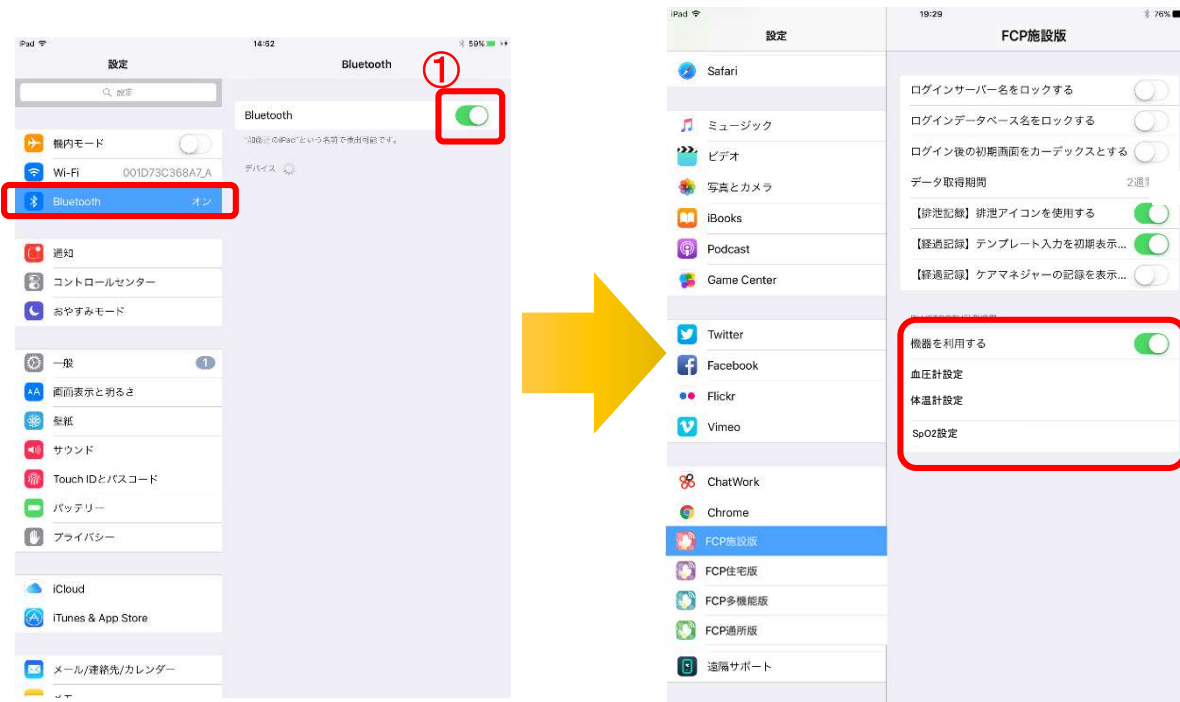 iPad
14:52
59%
設定
Bluetooth
①
設定
機内モード
Wi-Fi 001D73C368A7_A
Bluetooth オン
通知
コントロールセンター
おやすみモード
一般 1
AA 画面表示と明るさ
壁紙
サウンド
Touch IDとパスコード
バッテリー
プライバシー
iCloud
iTunes & App Store
メール/連絡先/カレンダー
メモ
Bluetooth
デバイス
iPad
19:29
76%
設定
FCP施設版
Safari
ミュージック
ビデオ
写真とカメラ
iBooks
Podcast
Game Center
Twitter
Facebook
Flickr
Vimeo
ChatWork
Chrome
FCP施設版
FCP住宅版
FCP多機能版
FCP通所版
遠隔サポート
ログインサーバー名をロックする
ログインデータベース名をロックする
ログイン後の初期画面をカーデックスとする
データ取得期間 2週
【排泄記録】排泄アイコンを使用する
【経過記録】テンプレート入力を初期表示...
【経過記録】ケアマネジャーの記録を表示...
機器を利用する
血圧計設定
体温計設定
SpO2設定